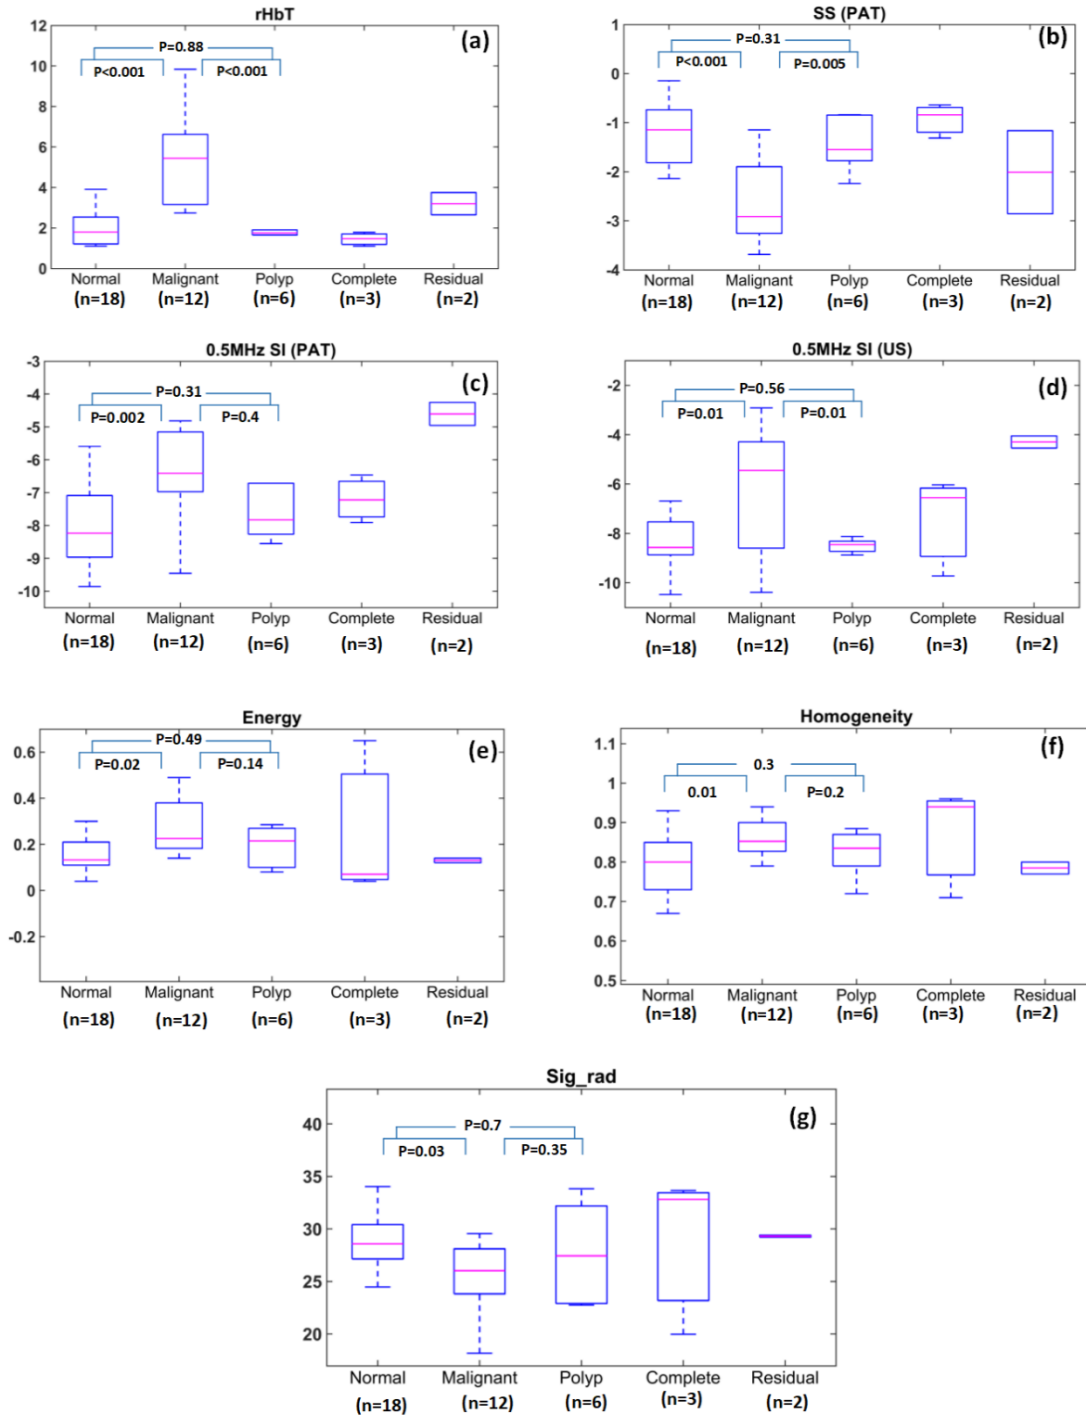 rHbT
(a)
12
10
8
6
4
2
0
P=0.88
P<0.001 P<0.001
Normal Malignant Polyp Complete Residual
(n=18) (n=12) (n=6) (n=3) (n=2)
SS (PAT)
(b)
1
0
-1
-2
-3
-4
P=0.31
P<0.001 P=0.005
Normal Malignant Polyp Complete Residual
(n=18) (n=12) (n=6) (n=3) (n=2)
0.5MHz SI (PAT)
(c)
-3
-4
-5
-6
-7
-8
-9
-10
P=0.31
P=0.002 P=0.4
Normal Malignant Polyp Complete Residual
(n=18) (n=12) (n=6) (n=3) (n=2)
0.5MHz SI (US)
(d)
-2
-4
-6
-8
-10
P=0.56
P=0.01 P=0.01
Normal Malignant Polyp Complete Residual
(n=18) (n=12) (n=6) (n=3) (n=2)
Energy
(e)
0.6
0.4
0.2
0
-0.2
P=0.49
P=0.02 P=0.14
Normal Malignant Polyp Complete Residual
(n=18) (n=12) (n=6) (n=3) (n=2)
Homogeneity
(f)
1.1
1
0.9
0.8
0.7
0.6
0.5
0.3
0.01 P=0.2
Normal Malignant Polyp Complete Residual
(n=18) (n=12) (n=6) (n=3) (n=2)
Sig_rad
(g)
40
35
30
25
20
P=0.7
P=0.03 P=0.35
Normal Malignant Polyp Complete Residual
(n=18) (n=12) (n=6) (n=3) (n=2)